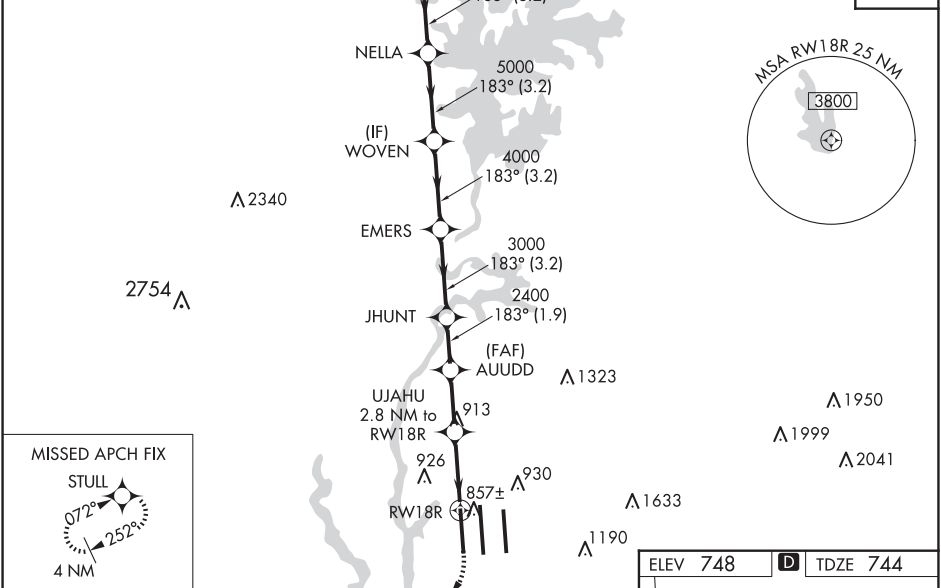 NELLA
5000
183° (3.2)
(IF)
WOVEN
4000
183° (3.2)
2340
EMERS
3000
183° (3.2)
2754
2400
183° (1.9)
JHUNT
(FAF)
AUUDD
1323
UJAHU
2.8 NM to
RW18R
913
1950
1999
2041
926
930
857±
RW18R
1633
1190
MSA RW18R 25 NM
3800
MISSED APCH FIX
STULL
072°
252°
4 NM
ELEV 748 D TDZE 744